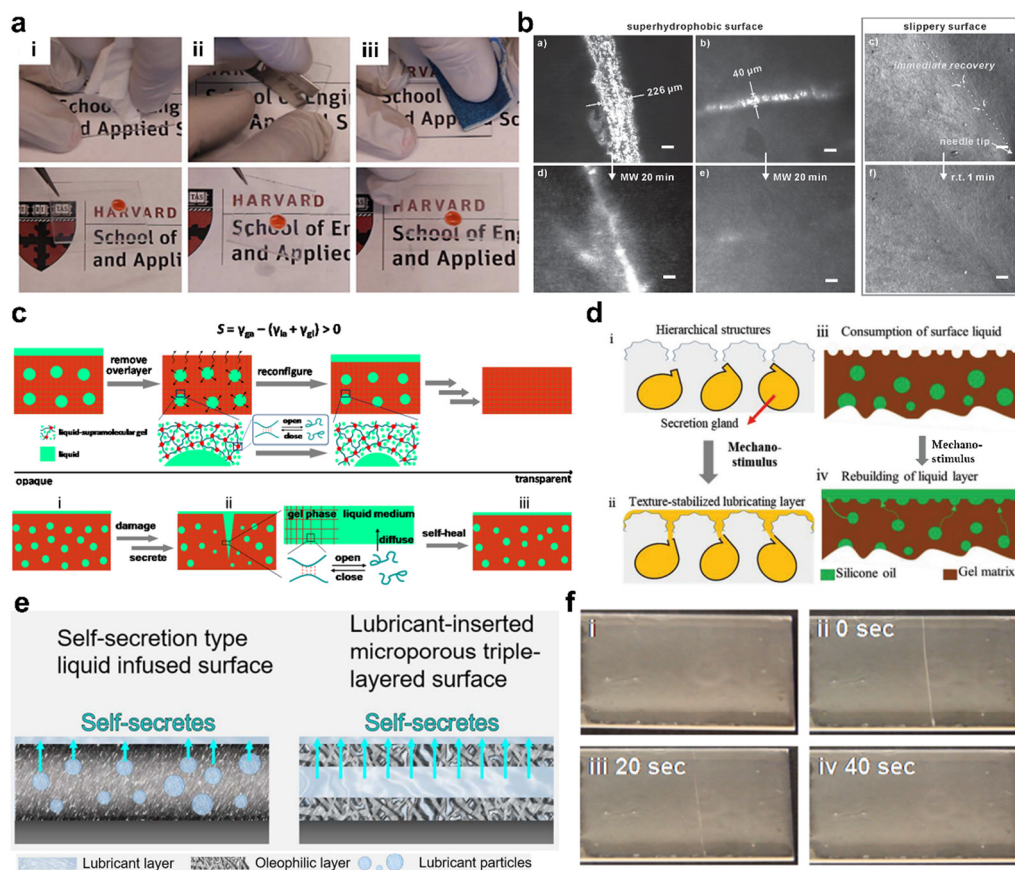 a
i
ii
iii
School of Engi
and Applied S
School of Eng
and Applied S
School of
and Applied Sc
HARVARD
School of
and Appli
HARVARD
School of En
and Applie
HARVARD
School of Eng
and Applied
b
superhydrophobic surface
slippery surface
a)
226 μm
b)
40 μm
c)
immediate recovery
needle tip
MW 20 min
MW 20 min
r.t. 1 min
d)
e)
f)
c
S = γga − (γla + γgl) > 0
remove
overlayer
reconfigure
liquid-supramolecular gel
liquid
open
close
opaque
transparent
i
ii
iii
damage
secrete
gel phase
liquid medium
diffuse
open
close
self-heal
d
i
Hierarchical structures
Secretion gland
Mechano-
stimulus
ii
Texture-stabilized lubricating layer
iii
Consumption of surface liquid
Mechano-
stimulus
iv
Rebuilding of liquid layer
Silicone oil
Gel matrix
e
Self-secretion type
liquid infused surface
Self-secretes
Lubricant-inserted
microporous triple-
layered surface
Self-secretes
Lubricant layer
Oleophilic layer
Lubricant particles
f
i
ii 0 sec
iii 20 sec
iv 40 sec